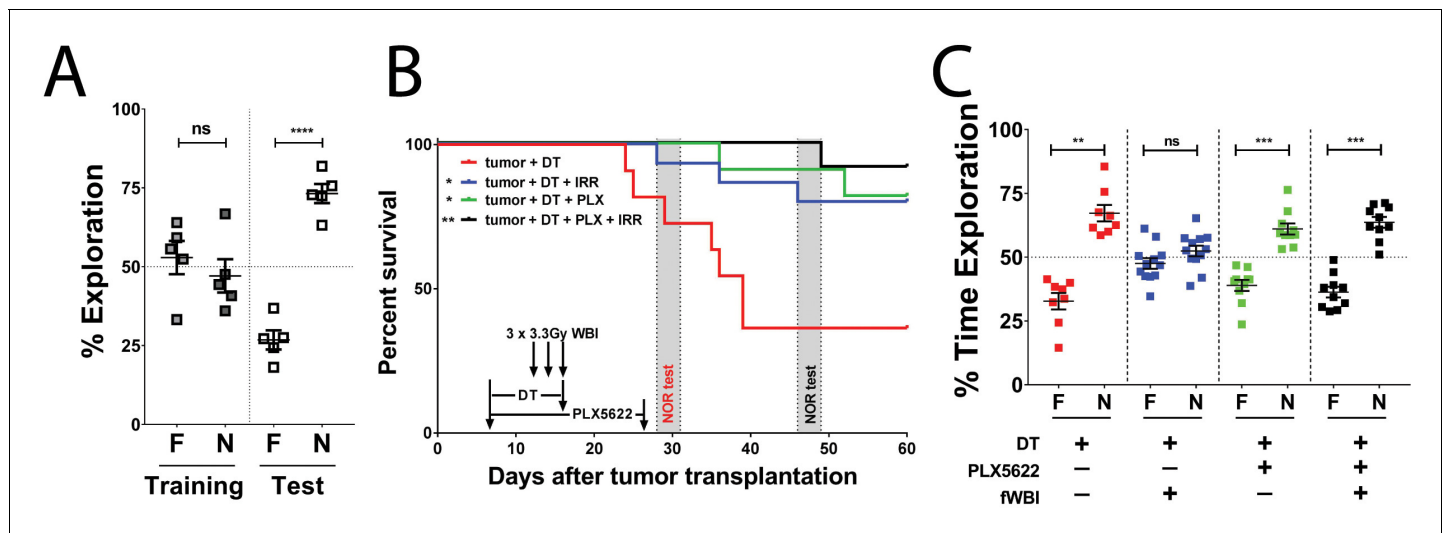 A
% Exploration
100
75
50
25
0
ns
****
F N F N
Training Test
B
Percent survival
100
50
0
tumor + DT
* tumor + DT + IRR
* tumor + DT + PLX
** tumor + DT + PLX + IRR
3 x 3.3Gy WBI
DT
PLX5622
NOR test
NOR test
0 10 20 30 40 50 60
Days after tumor transplantation
C
% Time Exploration
100
75
50
25
0
** ns *** ***
F N F N F N F N
DT + + + +
PLX5622 – – + +
fWBI – + – +